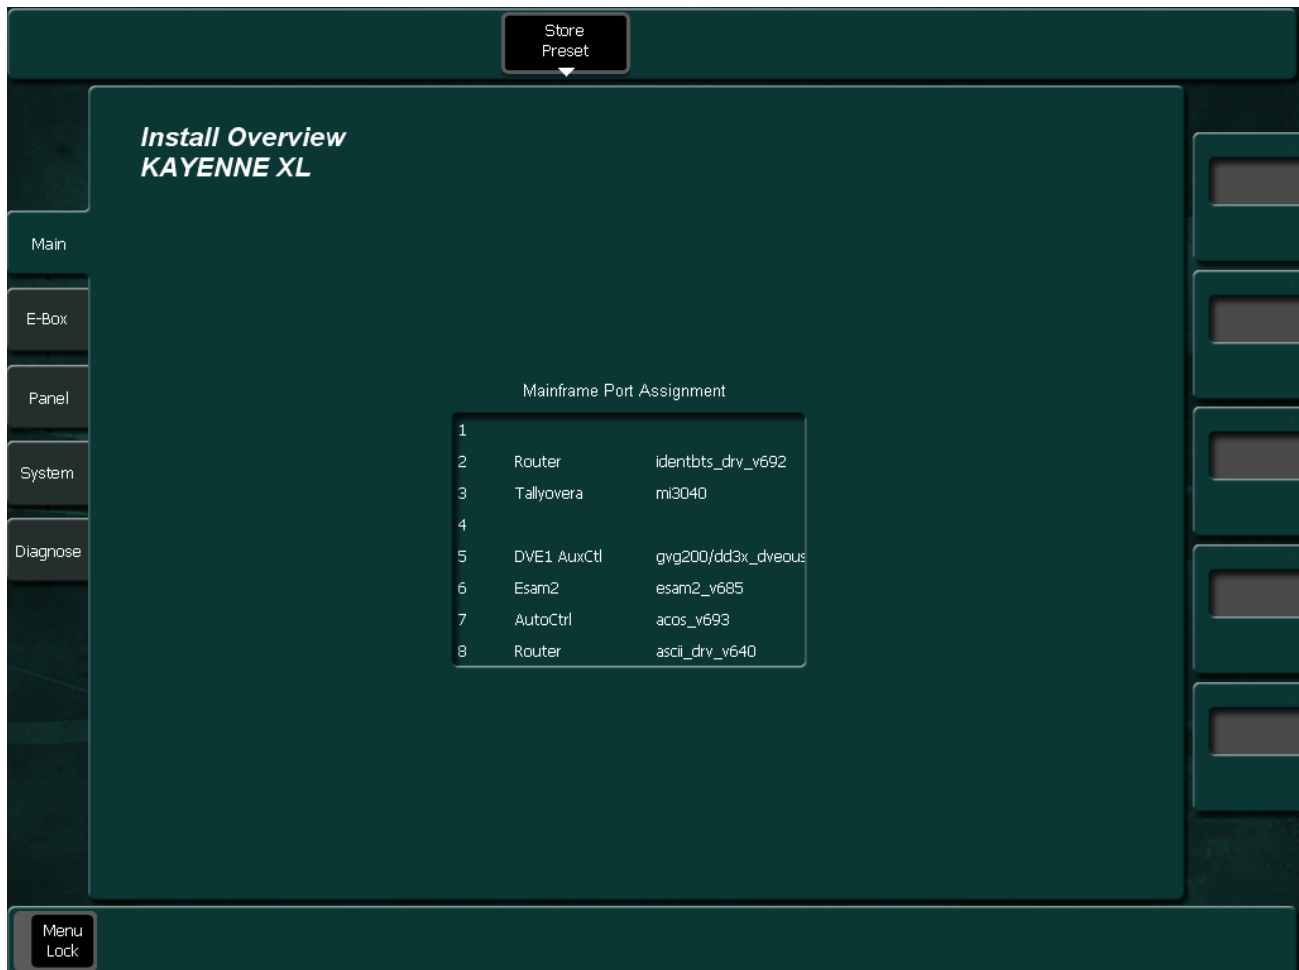 Store
Preset
Install Overview
KAYENNE XL
Main
E-Box
Panel
System
Diagnose
Mainframe Port Assignment
1
2 Router identbts_drv_v692
3 Tallyovera mi3040
4
5 DVE1 AuxCtl gvg200/dd3x_dveous
6 Esam2 esam2_v685
7 AutoCtrl acos_v693
8 Router ascii_drv_v640
Menu
Lock